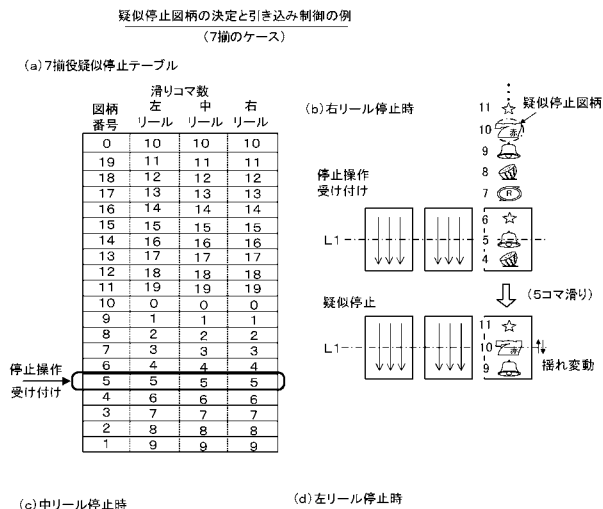 疑似停止図柄の決定と引き込み制御の例
(7揃のケース)
(a)7揃役疑似停止テーブル
滑りコマ数
図柄番号 左リール 中リール 右リール
0 10 10 10
19 11 11 11
18 12 12 12
17 13 13 13
16 14 14 14
15 15 15 15
14 16 16 16
13 17 17 17
12 18 18 18
11 19 19 19
10 0 0 0
9 1 1 1
8 2 2 2
7 3 3 3
6 4 4 4
5 5 5 5
4 6 6 6
3 7 7 7
2 8 8 8
1 9 9 9
停止操作
受け付け
(b)右リール停止時
疑似停止図柄
11
10 赤
9
8
7 R
停止操作
受け付け
6
L1 5
4
(5コマ滑り)
疑似停止
11
L1 10 赤
9
揺れ変動
(c)中リール停止時
(d)左リール停止時